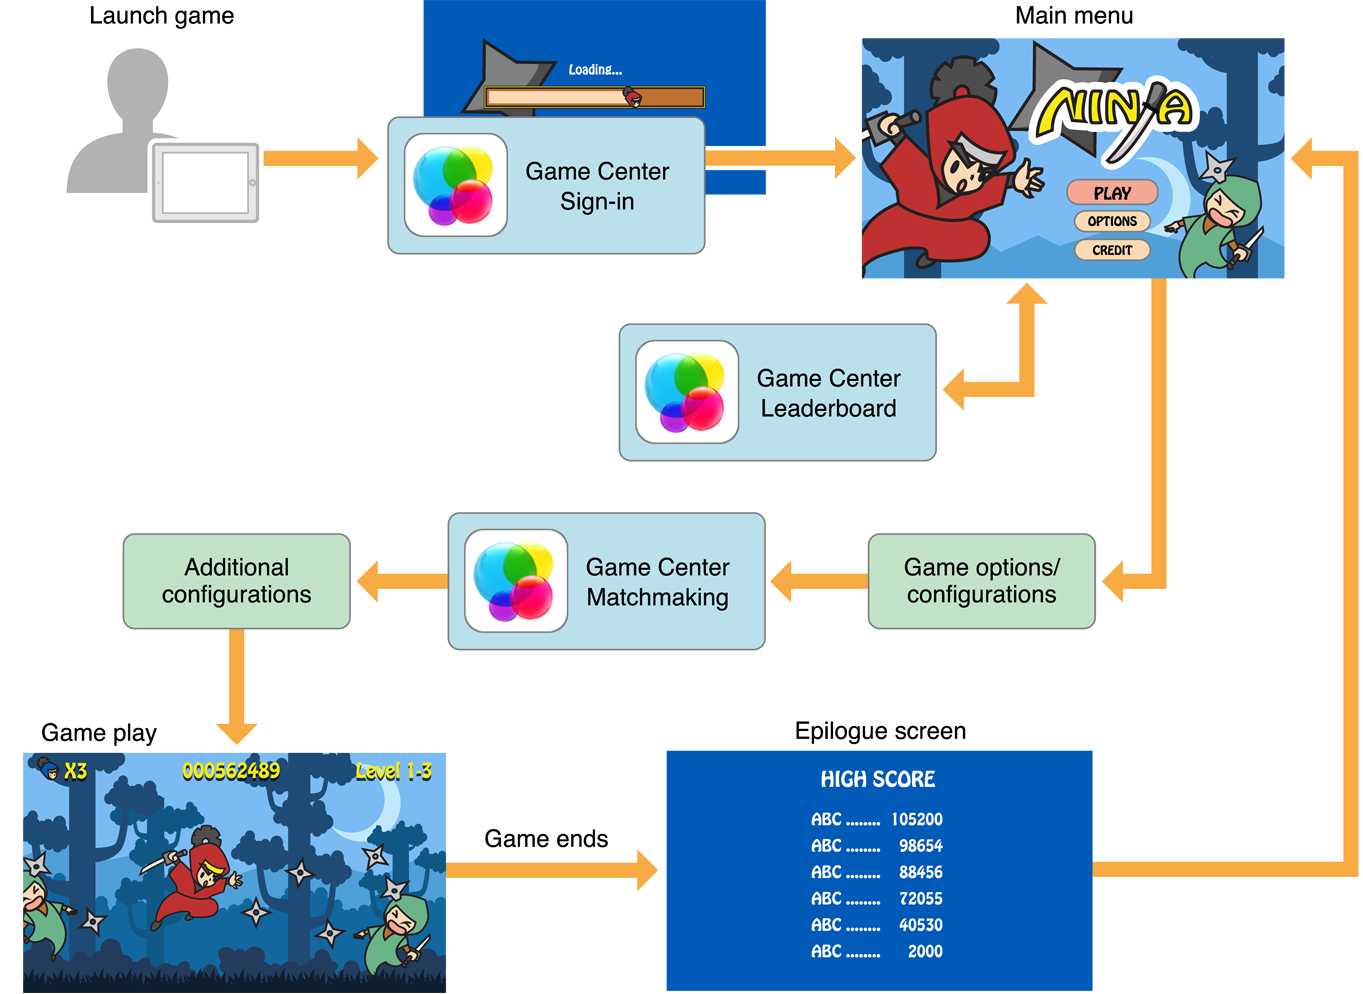 Launch game
Loading...
Game Center
Sign-in
Main menu
NINJA
PLAY
OPTIONS
CREDIT
Game Center
Leaderboard
Additional
configurations
Game Center
Matchmaking
Game options/
configurations
Game play
X3 000562489 Level 1-3
Game ends
Epilogue screen
HIGH SCORE
ABC ........ 105200
ABC ........ 98654
ABC ........ 88456
ABC ........ 72055
ABC ........ 40530
ABC ........ 2000